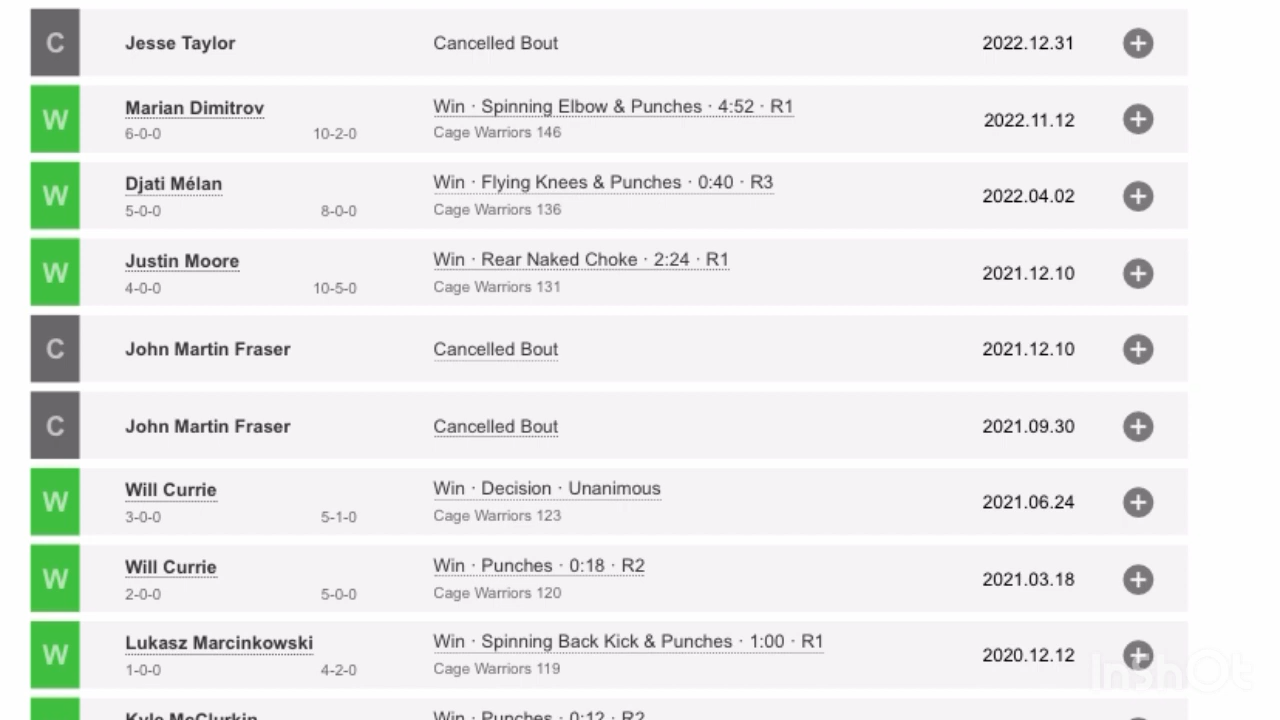 C Jesse Taylor Cancelled Bout 2022.12.31
W Marian Dimitrov Win · Spinning Elbow & Punches · 4:52 · R1 2022.11.12
6-0-0 10-2-0 Cage Warriors 146
W Djati Mélan Win · Flying Knees & Punches · 0:40 · R3 2022.04.02
5-0-0 8-0-0 Cage Warriors 136
W Justin Moore Win · Rear Naked Choke · 2:24 · R1 2021.12.10
4-0-0 10-5-0 Cage Warriors 131
C John Martin Fraser Cancelled Bout 2021.12.10
C John Martin Fraser Cancelled Bout 2021.09.30
W Will Currie Win · Decision · Unanimous 2021.06.24
3-0-0 5-1-0 Cage Warriors 123
W Will Currie Win · Punches · 0:18 · R2 2021.03.18
2-0-0 5-0-0 Cage Warriors 120
W Lukasz Marcinkowski Win · Spinning Back Kick & Punches · 1:00 · R1 2020.12.12
1-0-0 4-2-0 Cage Warriors 119
InShOt
Kyle McClurkin Win · Punches · 0:12 · R2